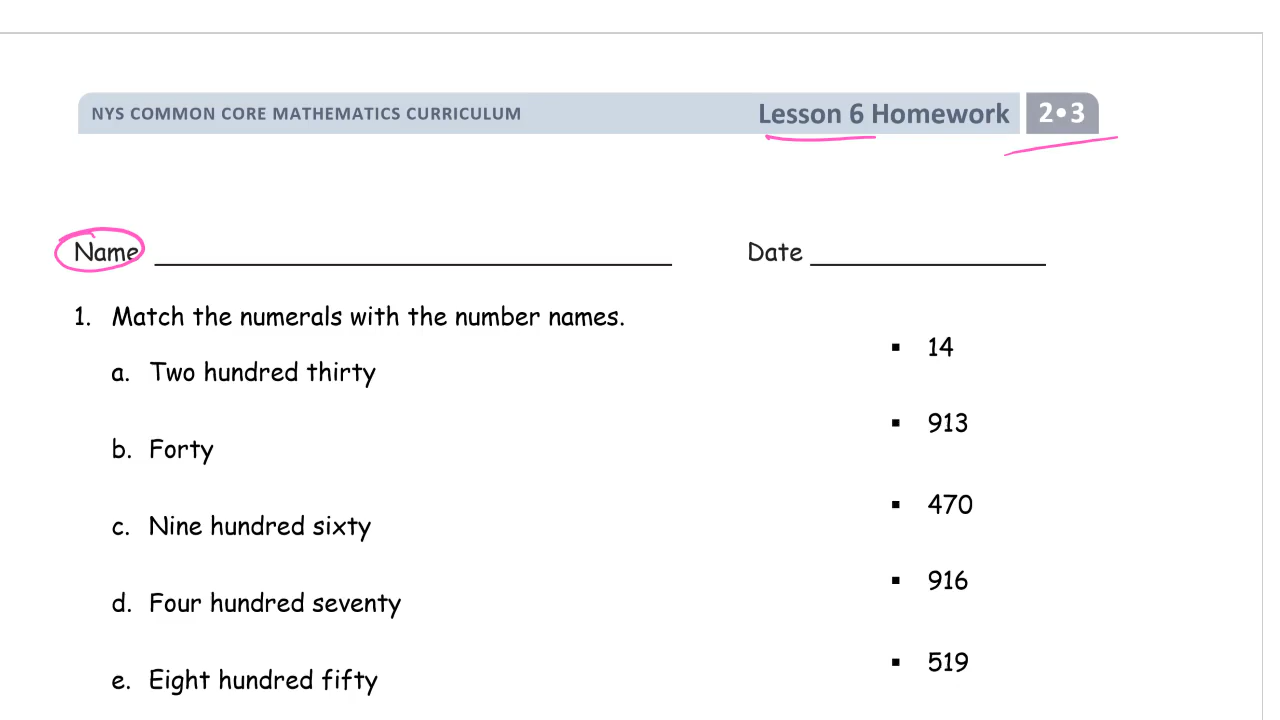 NYS COMMON CORE MATHEMATICS CURRICULUM Lesson 6 Homework 2•3
Name Date
1. Match the numerals with the number names.
▪ 14
a. Two hundred thirty
▪ 913
b. Forty
▪ 470
c. Nine hundred sixty
▪ 916
d. Four hundred seventy
▪ 519
e. Eight hundred fifty